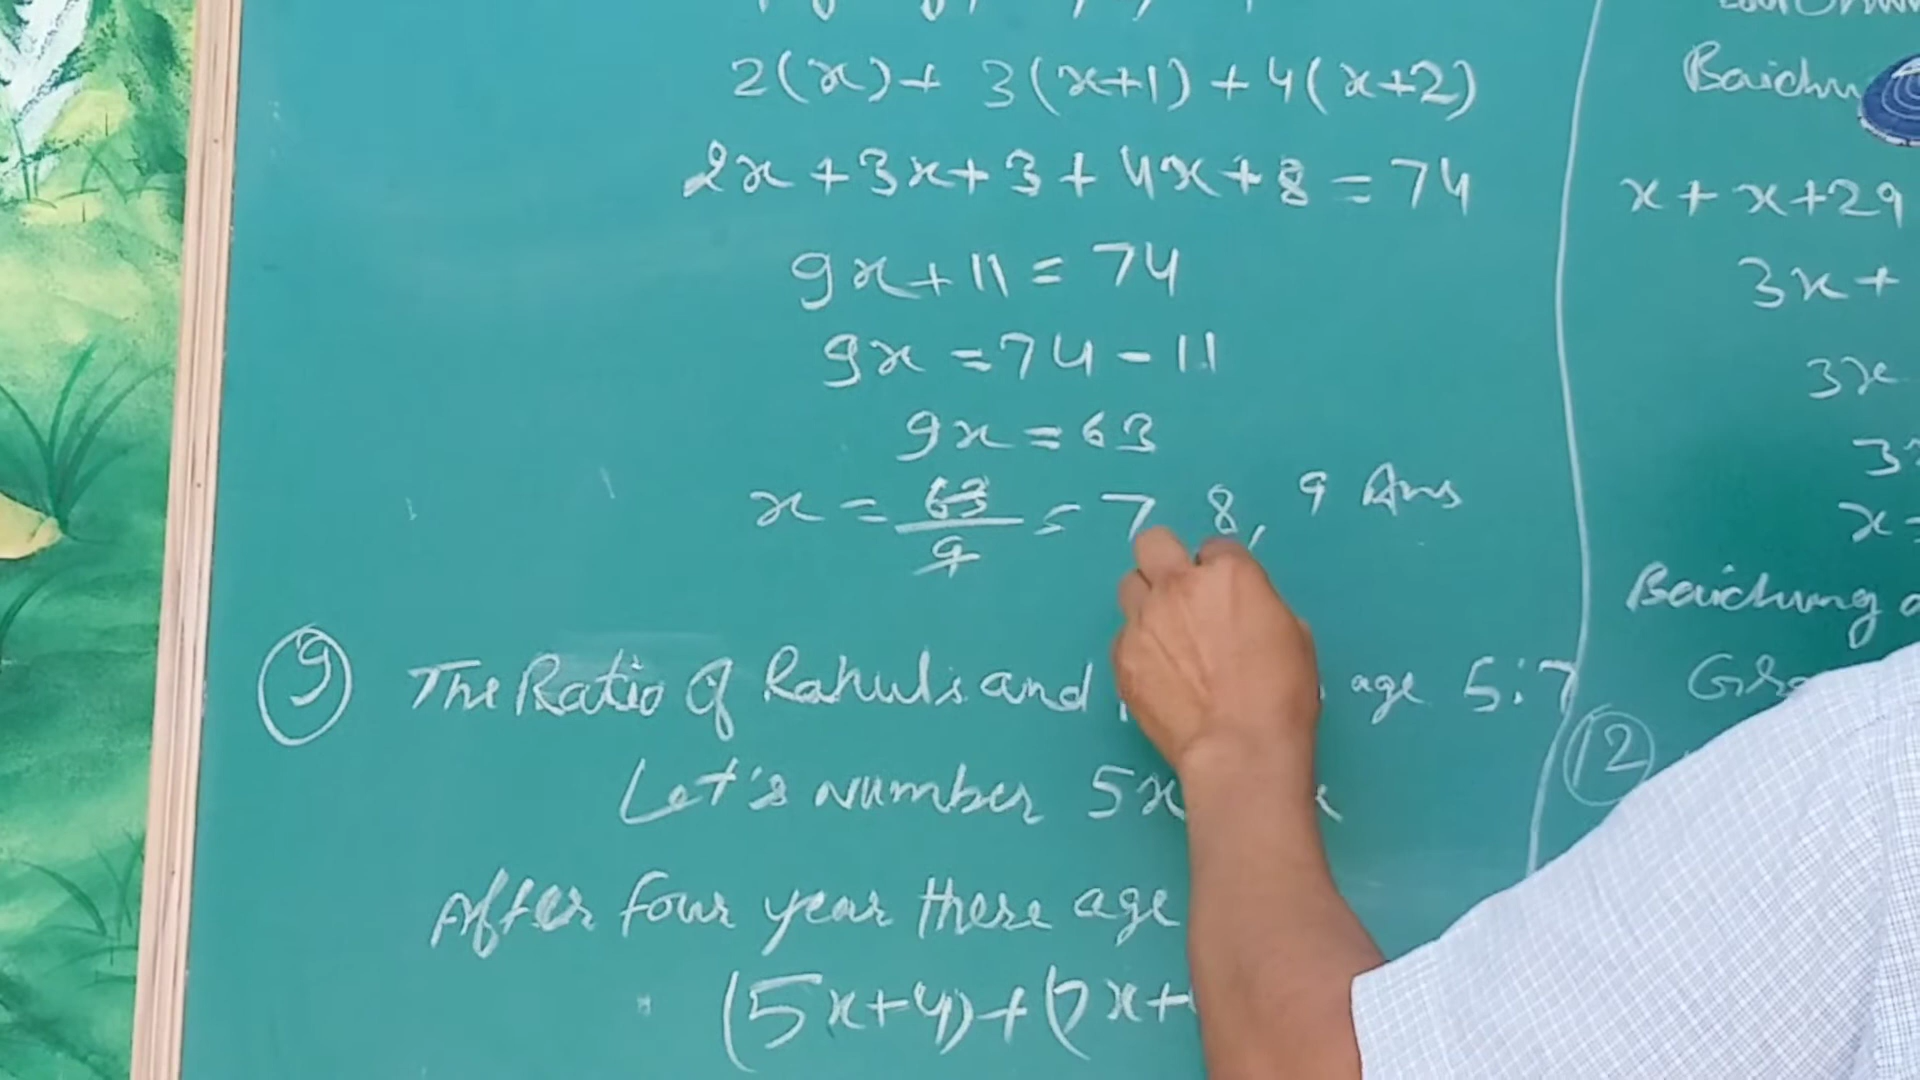 2(x)+ 3(x+1)+4(x+2)
2x+3x+3+4x+8=74
9x+11=74
9x=74-11
9x=63
x=63/9=7 8, 9 Ans
9 The Ratio of Rahul's and age 5:7
Let's number 5x
After four year there age
(5x+4)+(7x+
Baichu
x+x+29
3x+
3x
x=
Baichung
12